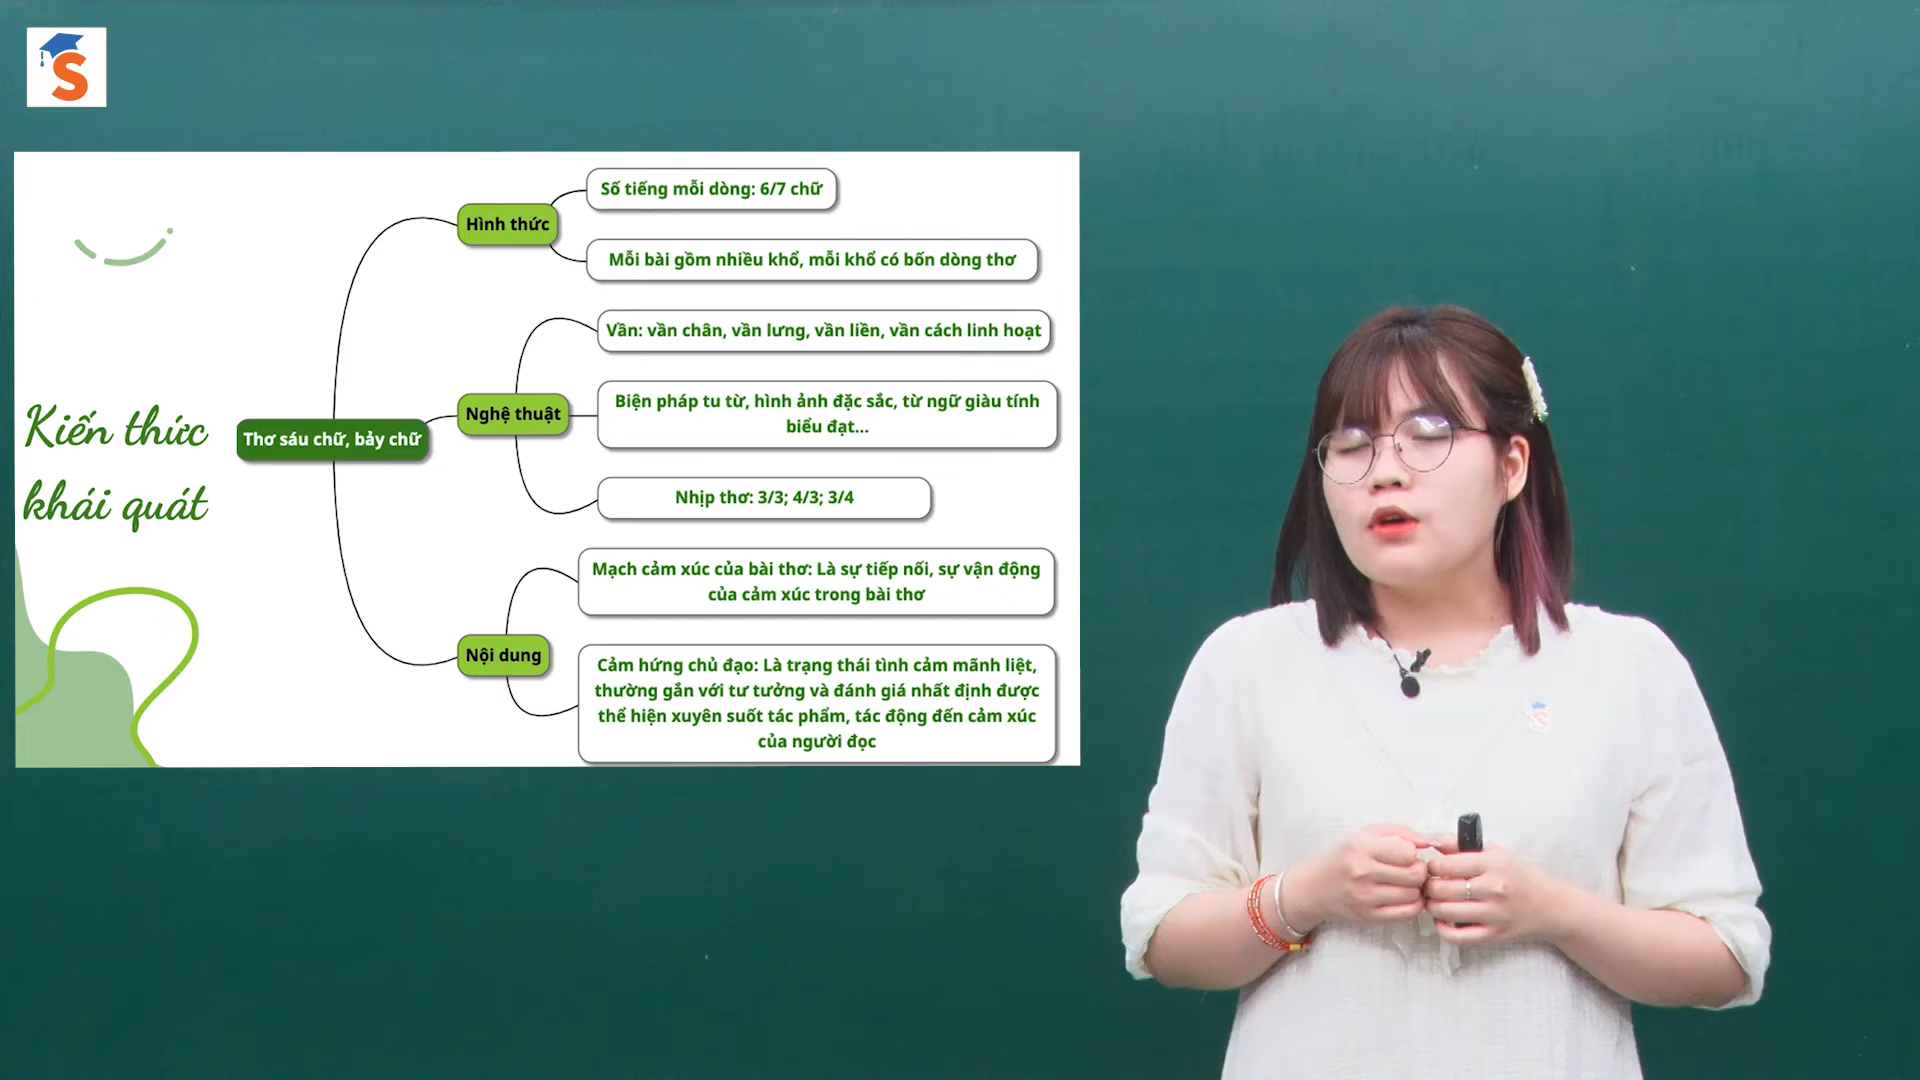 S
Kiến thức
khái quát
Thơ sáu chữ, bảy chữ
Hình thức
Số tiếng mỗi dòng: 6/7 chữ
Mỗi bài gồm nhiều khổ, mỗi khổ có bốn dòng thơ
Nghệ thuật
Vần: vần chân, vần lưng, vần liền, vần cách linh hoạt
Biện pháp tu từ, hình ảnh đặc sắc, từ ngữ giàu tính
biểu đạt...
Nhịp thơ: 3/3; 4/3; 3/4
Nội dung
Mạch cảm xúc của bài thơ: Là sự tiếp nối, sự vận động
của cảm xúc trong bài thơ
Cảm hứng chủ đạo: Là trạng thái tình cảm mãnh liệt,
thường gắn với tư tưởng và đánh giá nhất định được
thể hiện xuyên suốt tác phẩm, tác động đến cảm xúc
của người đọc
S